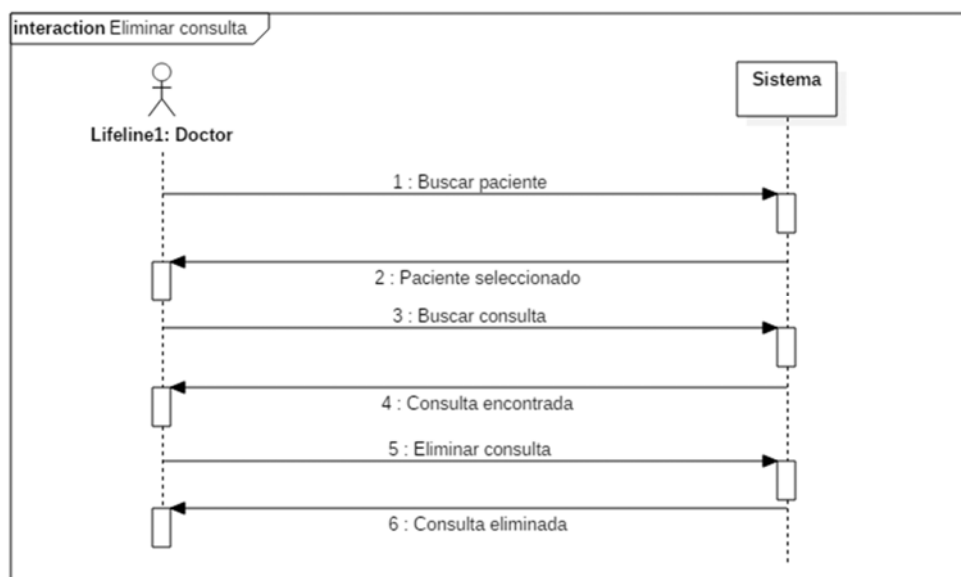 interaction Eliminar consulta
Sistema
Lifeline1: Doctor
1 : Buscar paciente
2 : Paciente seleccionado
3 : Buscar consulta
4 : Consulta encontrada
5 : Eliminar consulta
6 : Consulta eliminada